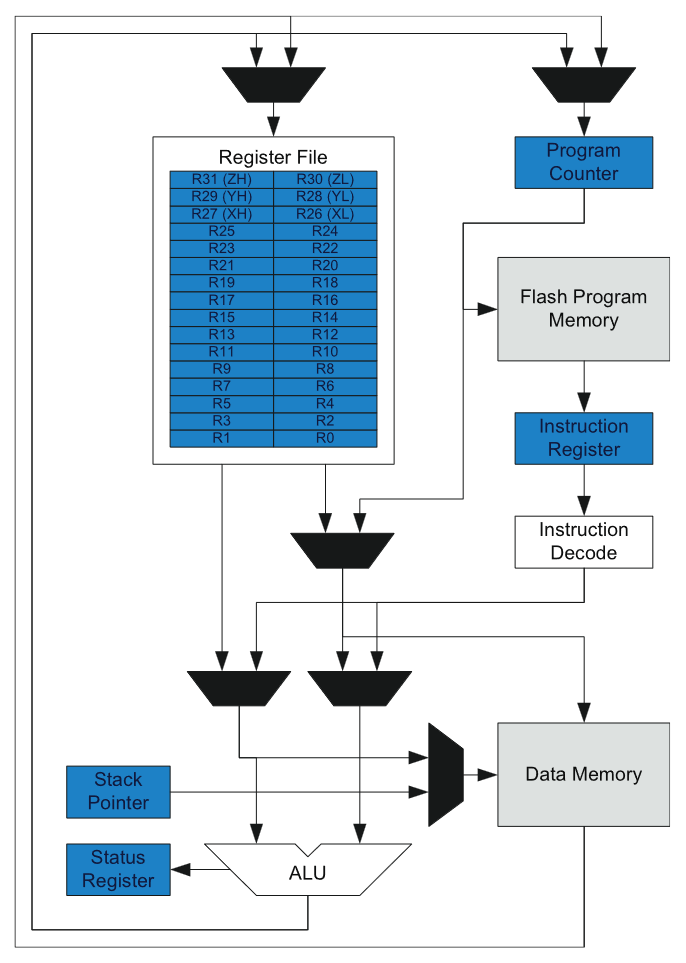 Register File
R31 (ZH) R30 (ZL)
R29 (YH) R28 (YL)
R27 (XH) R26 (XL)
R25 R24
R23 R22
R21 R20
R19 R18
R17 R16
R15 R14
R13 R12
R11 R10
R9 R8
R7 R6
R5 R4
R3 R2
R1 R0
Program
Counter
Flash Program
Memory
Instruction
Register
Instruction
Decode
Stack
Pointer
Data Memory
Status
Register
ALU